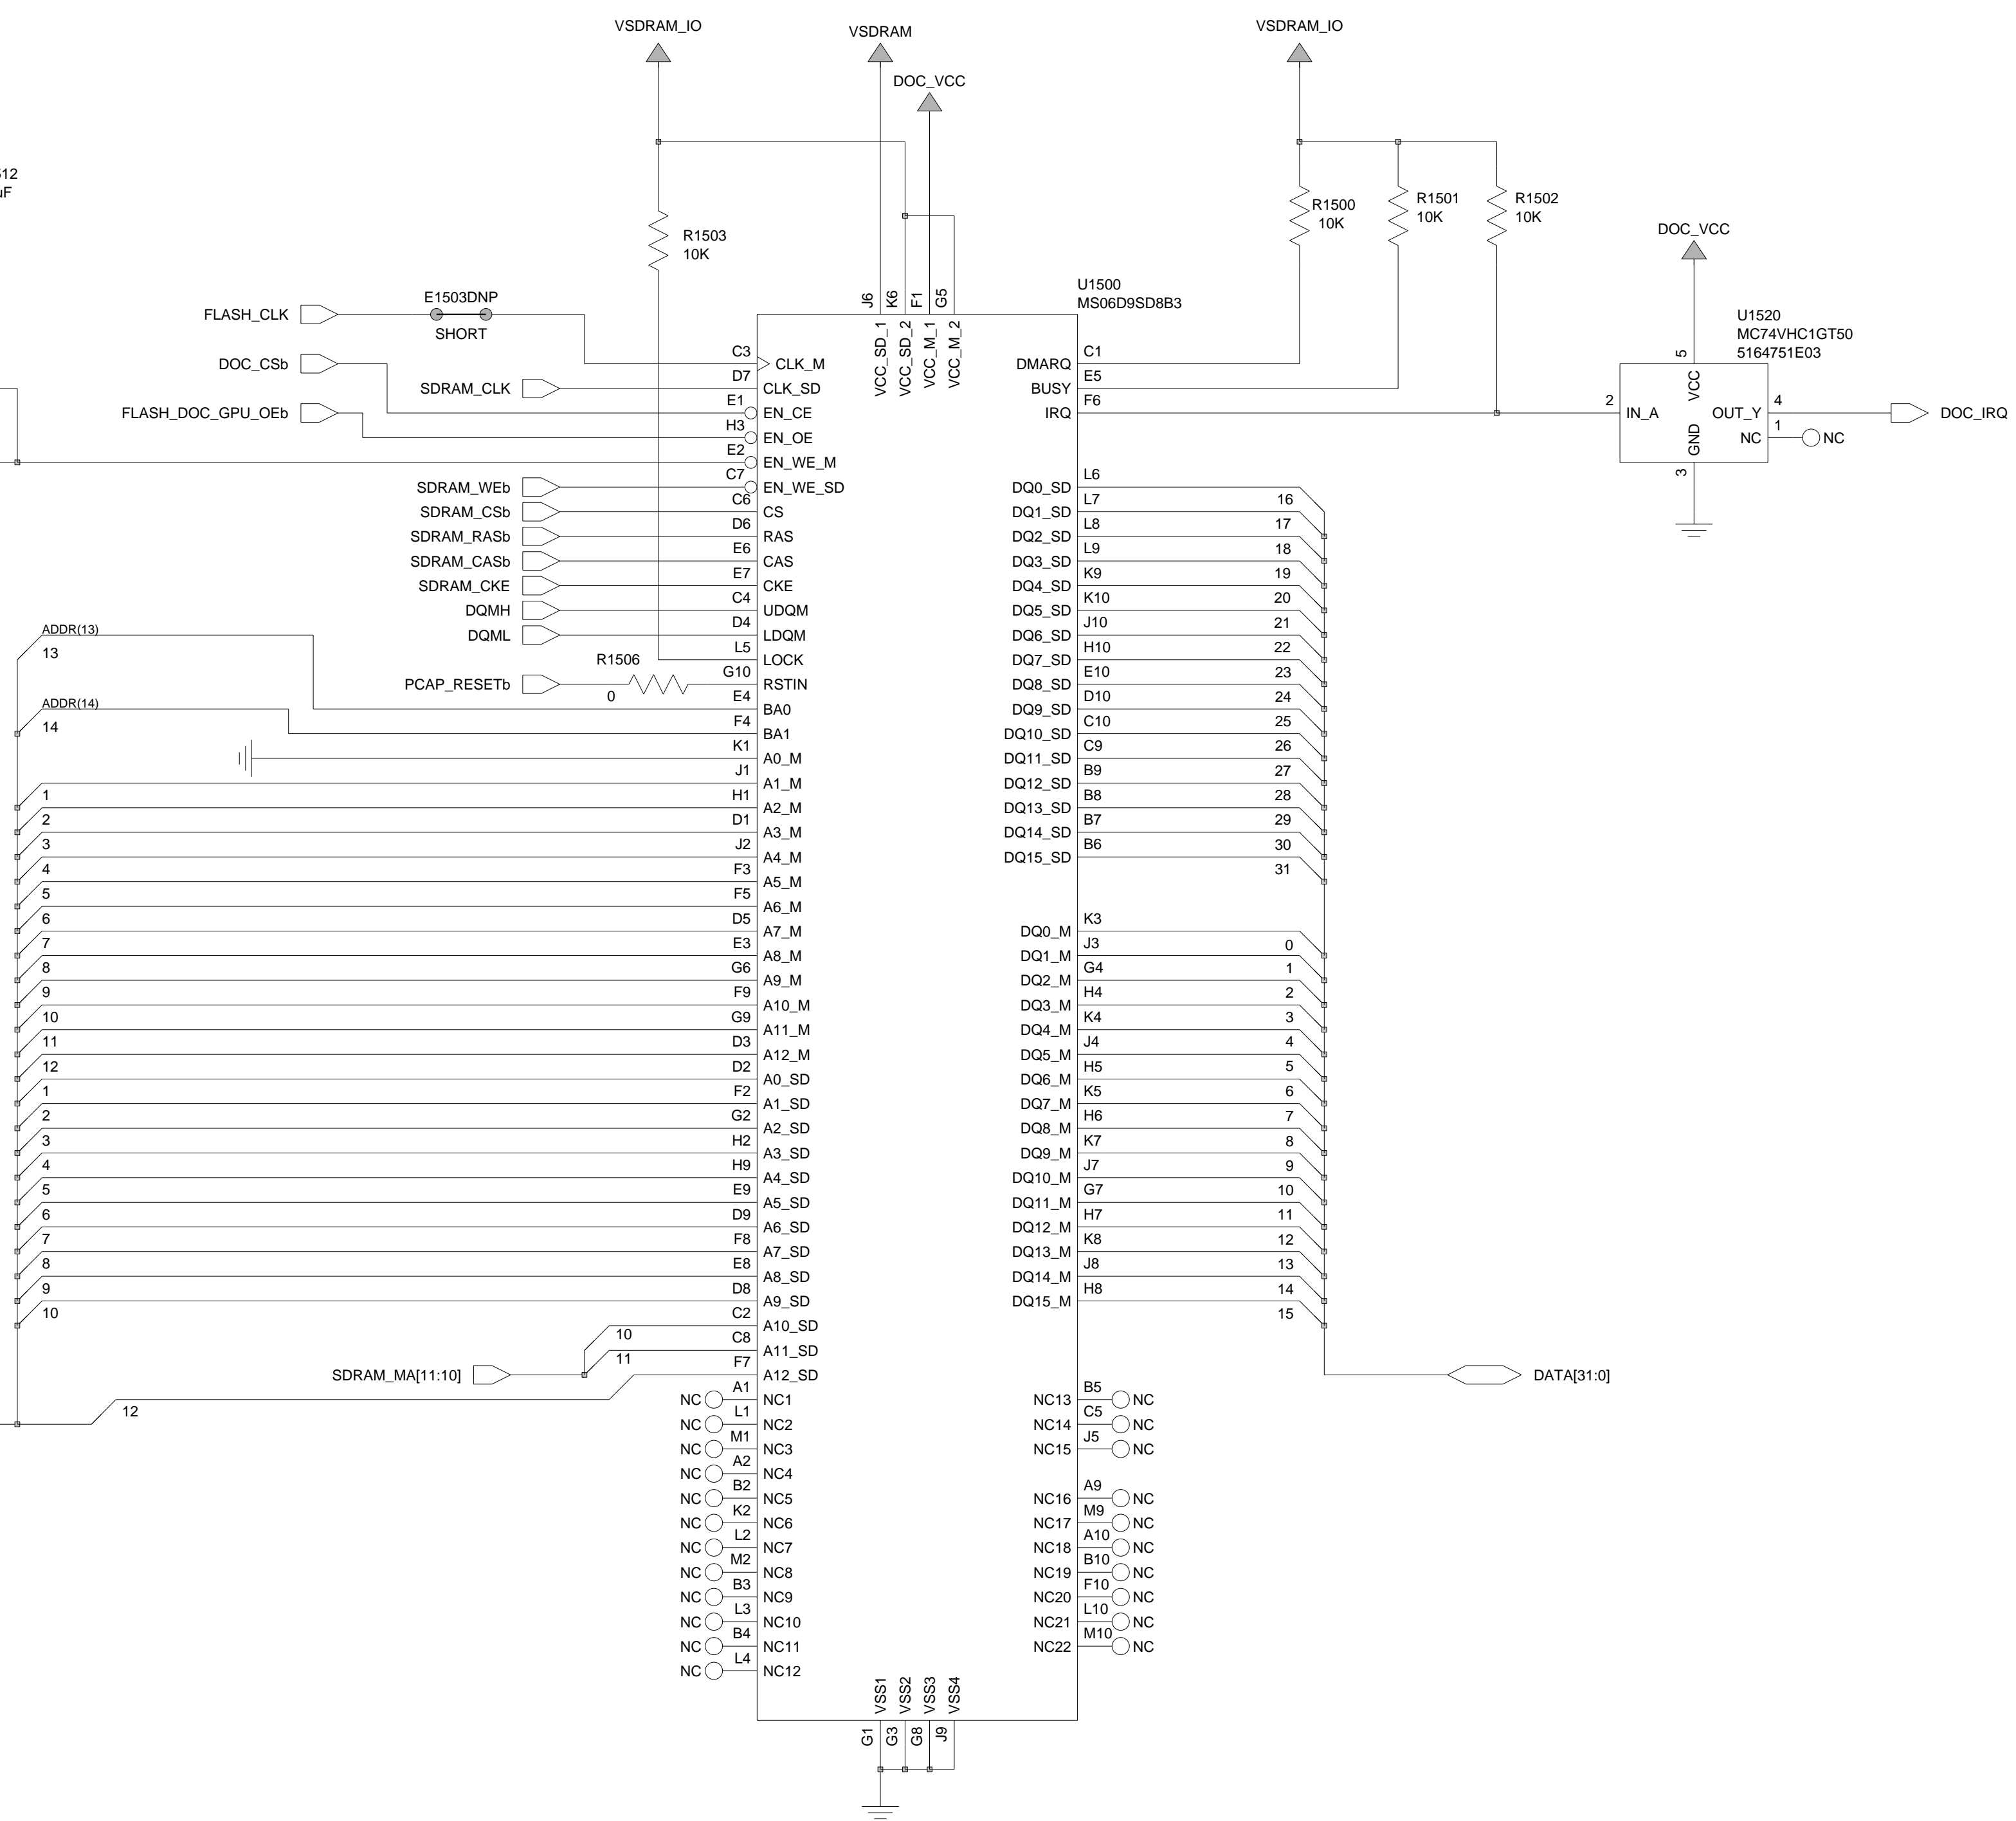 VSDRAM_IO
VSDRAM
VSDRAM_IO
DOC_VCC
512
uF
R1503
10K
R1500
10K
R1501
10K
R1502
10K
DOC_VCC
U1500
MS06D9SD8B3
U1520
MC74VHC1GT50
5164751E03
J6 K6 F1 G5
VCC_SD_1 VCC_SD_2 VCC_M_1 VCC_M_2
5 VCC
2 IN_A
OUT_Y 4
NC 1 NC
GND 3
DOC_IRQ
E1503DNP
SHORT
FLASH_CLK C3 CLK_M
DOC_CSb
SDRAM_CLK D7 CLK_SD
E1 EN_CE
FLASH_DOC_GPU_OEb
H3 EN_OE
E2 EN_WE_M
SDRAM_WEb C7 EN_WE_SD
SDRAM_CSb C6 CS
SDRAM_RASb D6 RAS
SDRAM_CASb E6 CAS
SDRAM_CKE E7 CKE
DQMH C4 UDQM
DQML D4 LDQM
L5 LOCK
R1506
0
PCAP_RESETb G10 RSTIN
ADDR(13)
13
E4 BA0
ADDR(14)
14
F4 BA1
K1 A0_M
1 J1 A1_M
2 H1 A2_M
3 D1 A3_M
4 J2 A4_M
5 F3 A5_M
6 F5 A6_M
7 D5 A7_M
8 E3 A8_M
9 G6 A9_M
10 F9 A10_M
11 G9 A11_M
12 D3 A12_M
1 D2 A0_SD
2 F2 A1_SD
3 G2 A2_SD
4 H2 A3_SD
5 H9 A4_SD
6 E9 A5_SD
7 D9 A6_SD
8 F8 A7_SD
9 E8 A8_SD
10 D8 A9_SD
10 C2 A10_SD
11 C8 A11_SD
SDRAM_MA[11:10]
12 F7 A12_SD
NC A1 NC1
NC L1 NC2
NC M1 NC3
NC A2 NC4
NC B2 NC5
NC K2 NC6
NC L2 NC7
NC M2 NC8
NC B3 NC9
NC L3 NC10
NC B4 NC11
NC L4 NC12
DMARQ C1
BUSY E5
IRQ F6
DQ0_SD L6 16
DQ1_SD L7 17
DQ2_SD L8 18
DQ3_SD L9 19
DQ4_SD K9 20
DQ5_SD K10 21
DQ6_SD J10 22
DQ7_SD H10 23
DQ8_SD E10 24
DQ9_SD D10 25
DQ10_SD C10 26
DQ11_SD C9 27
DQ12_SD B9 28
DQ13_SD B8 29
DQ14_SD B7 30
DQ15_SD B6 31
DQ0_M K3 0
DQ1_M J3 1
DQ2_M G4 2
DQ3_M H4 3
DQ4_M K4 4
DQ5_M J4 5
DQ6_M H5 6
DQ7_M K5 7
DQ8_M H6 8
DQ9_M K7 9
DQ10_M J7 10
DQ11_M G7 11
DQ12_M H7 12
DQ13_M K8 13
DQ14_M J8 14
DQ15_M H8 15
DATA[31:0]
NC13 B5 NC
NC14 C5 NC
NC15 J5 NC
NC16 A9 NC
NC17 M9 NC
NC18 A10 NC
NC19 B10 NC
NC20 F10 NC
NC21 L10 NC
NC22 M10 NC
VSS1 VSS2 VSS3 VSS4
G1 G3 G8 J9